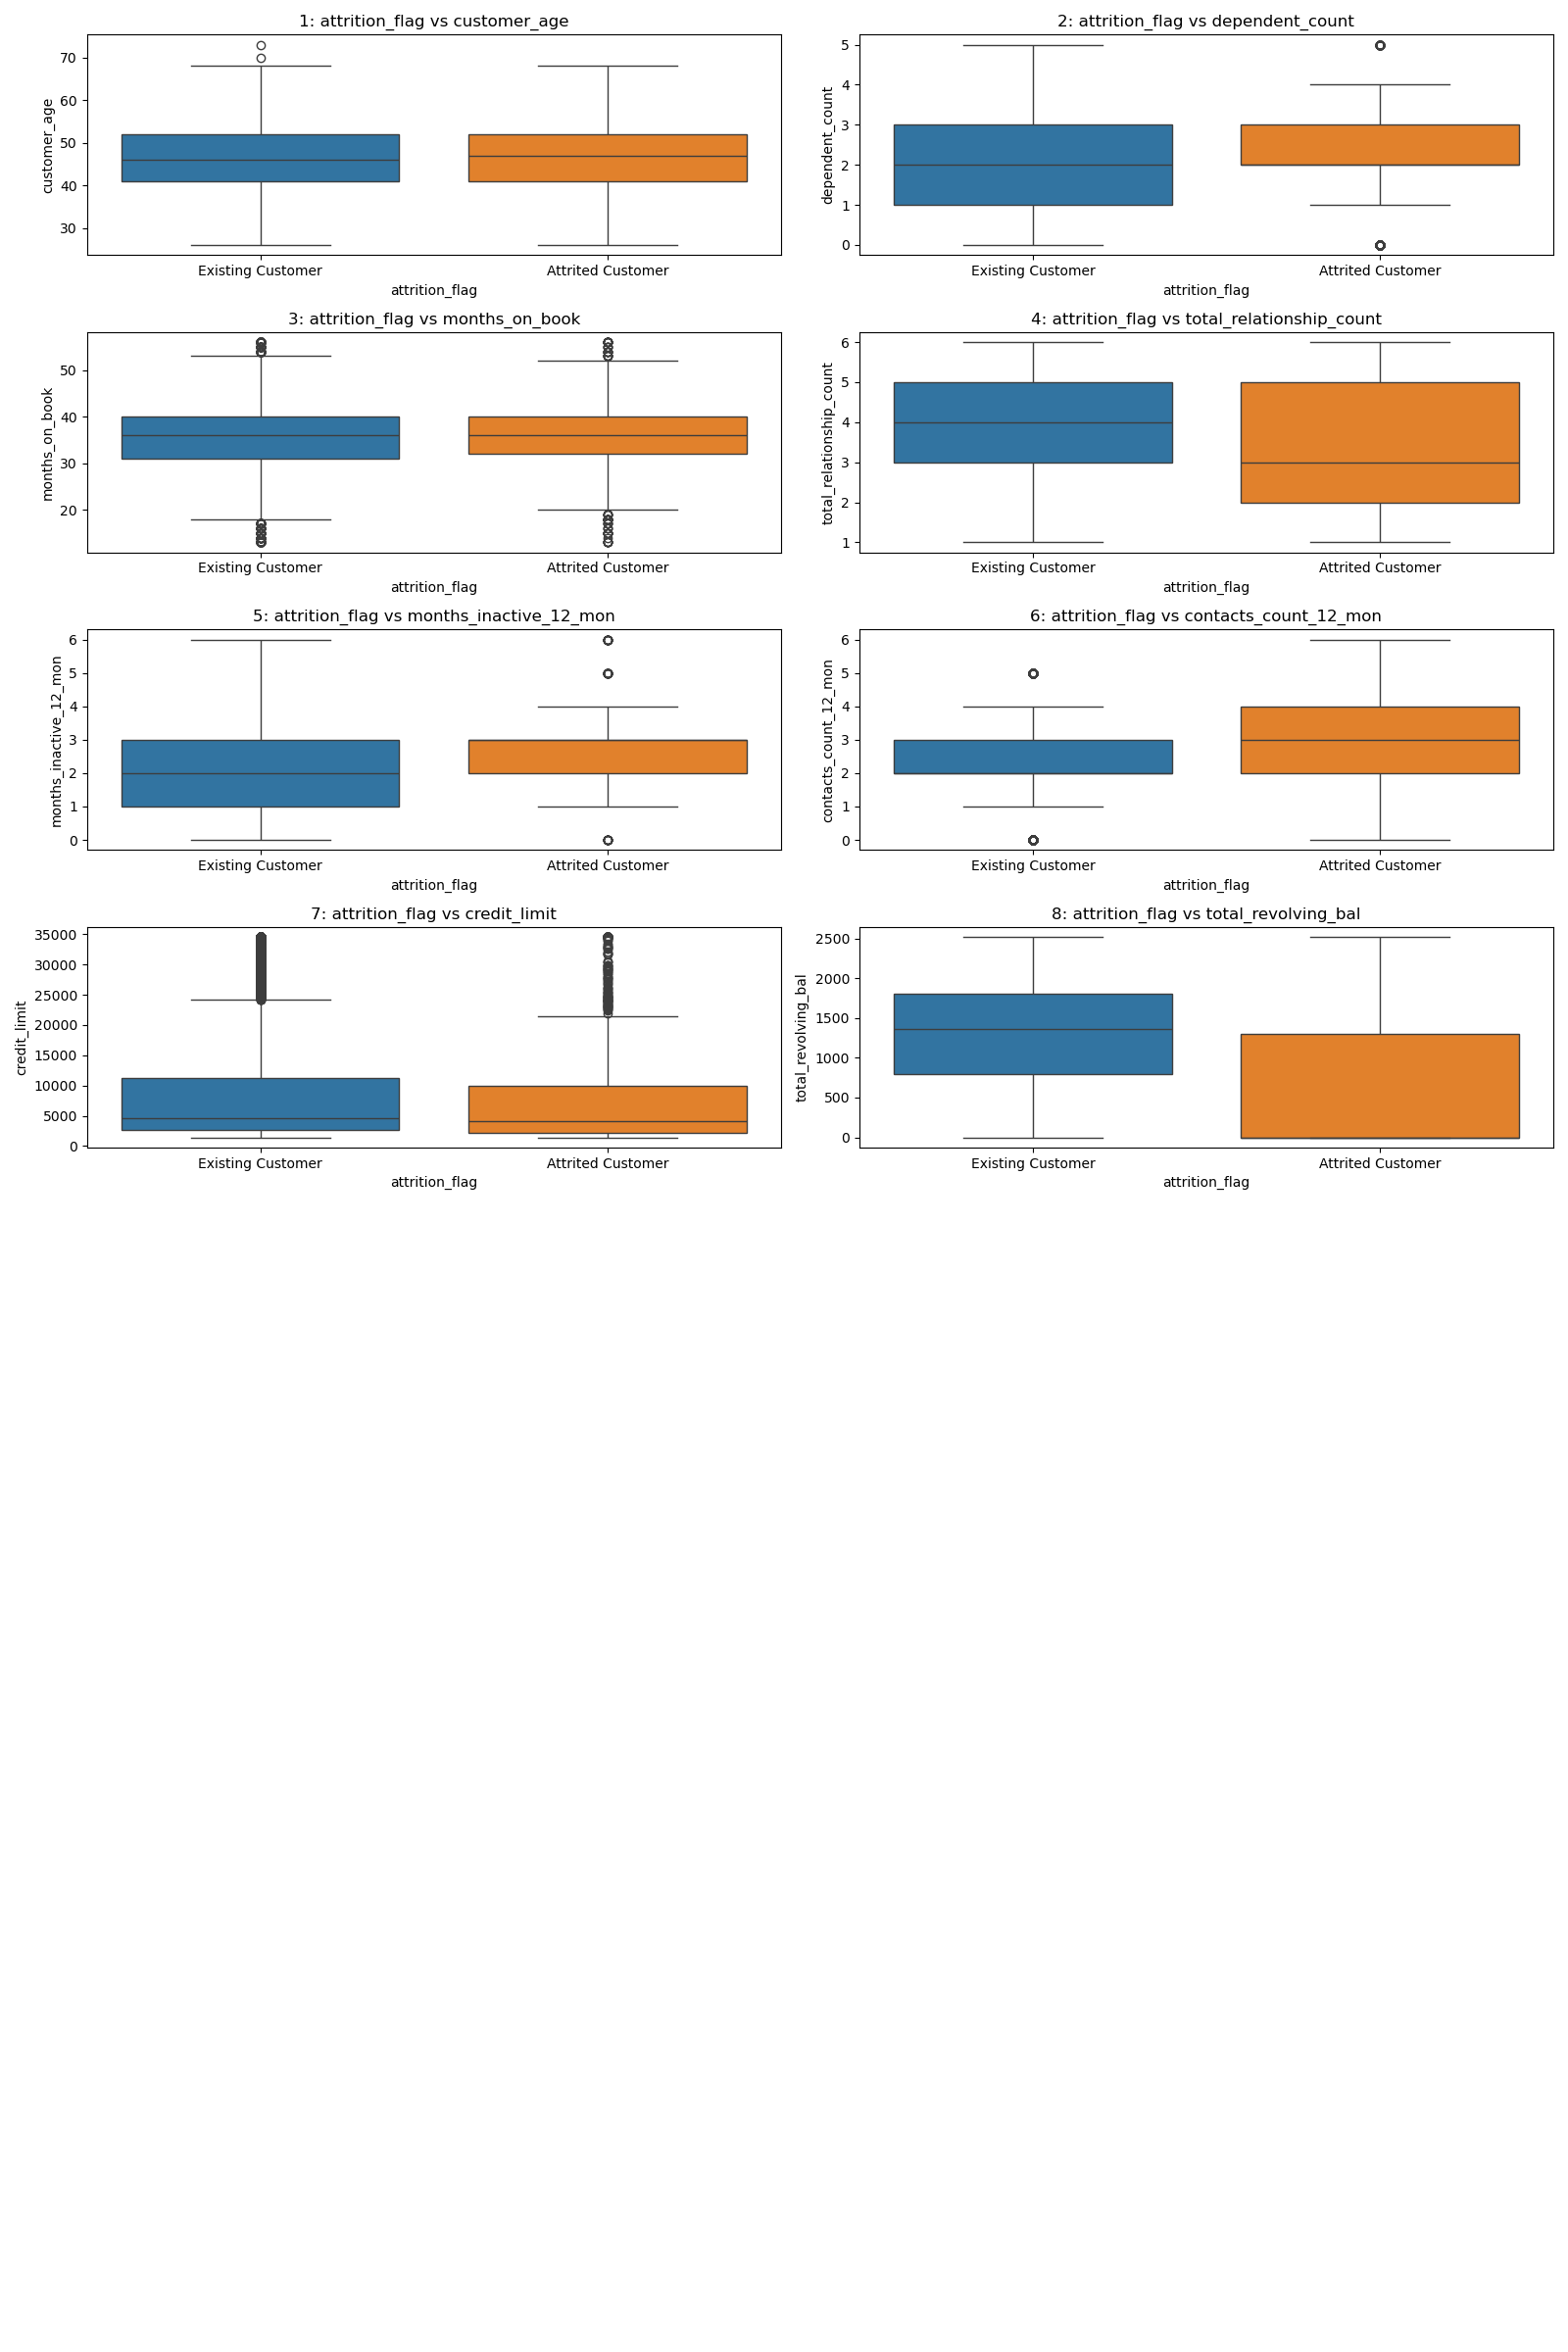 1: attrition_flag vs customer_age
customer_age
70
60
50
40
30
Existing Customer
Attrited Customer
attrition_flag
2: attrition_flag vs dependent_count
dependent_count
5
4
3
2
1
0
Existing Customer
Attrited Customer
attrition_flag
3: attrition_flag vs months_on_book
months_on_book
50
40
30
20
Existing Customer
Attrited Customer
attrition_flag
4: attrition_flag vs total_relationship_count
total_relationship_count
6
5
4
3
2
1
Existing Customer
Attrited Customer
attrition_flag
5: attrition_flag vs months_inactive_12_mon
months_inactive_12_mon
6
5
4
3
2
1
0
Existing Customer
Attrited Customer
attrition_flag
6: attrition_flag vs contacts_count_12_mon
contacts_count_12_mon
6
5
4
3
2
1
0
Existing Customer
Attrited Customer
attrition_flag
7: attrition_flag vs credit_limit
credit_limit
35000
30000
25000
20000
15000
10000
5000
0
Existing Customer
Attrited Customer
attrition_flag
8: attrition_flag vs total_revolving_bal
total_revolving_bal
2500
2000
1500
1000
500
0
Existing Customer
Attrited Customer
attrition_flag